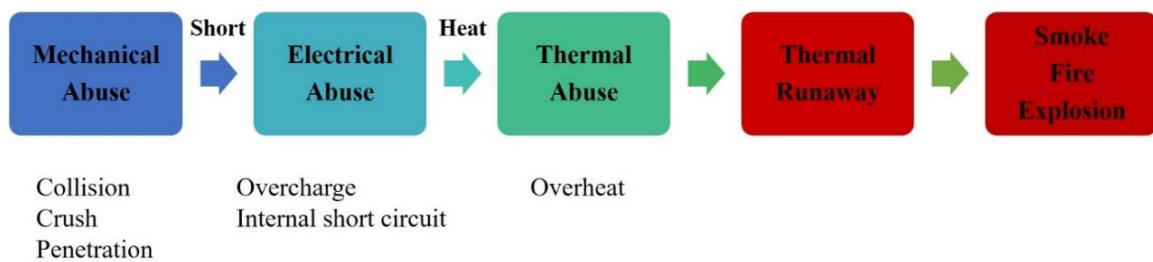 Short
Heat
Mechanical
Abuse
Electrical
Abuse
Thermal
Abuse
Thermal
Runaway
Smoke
Fire
Explosion
Collision
Crush
Penetration
Overcharge
Internal short circuit
Overheat